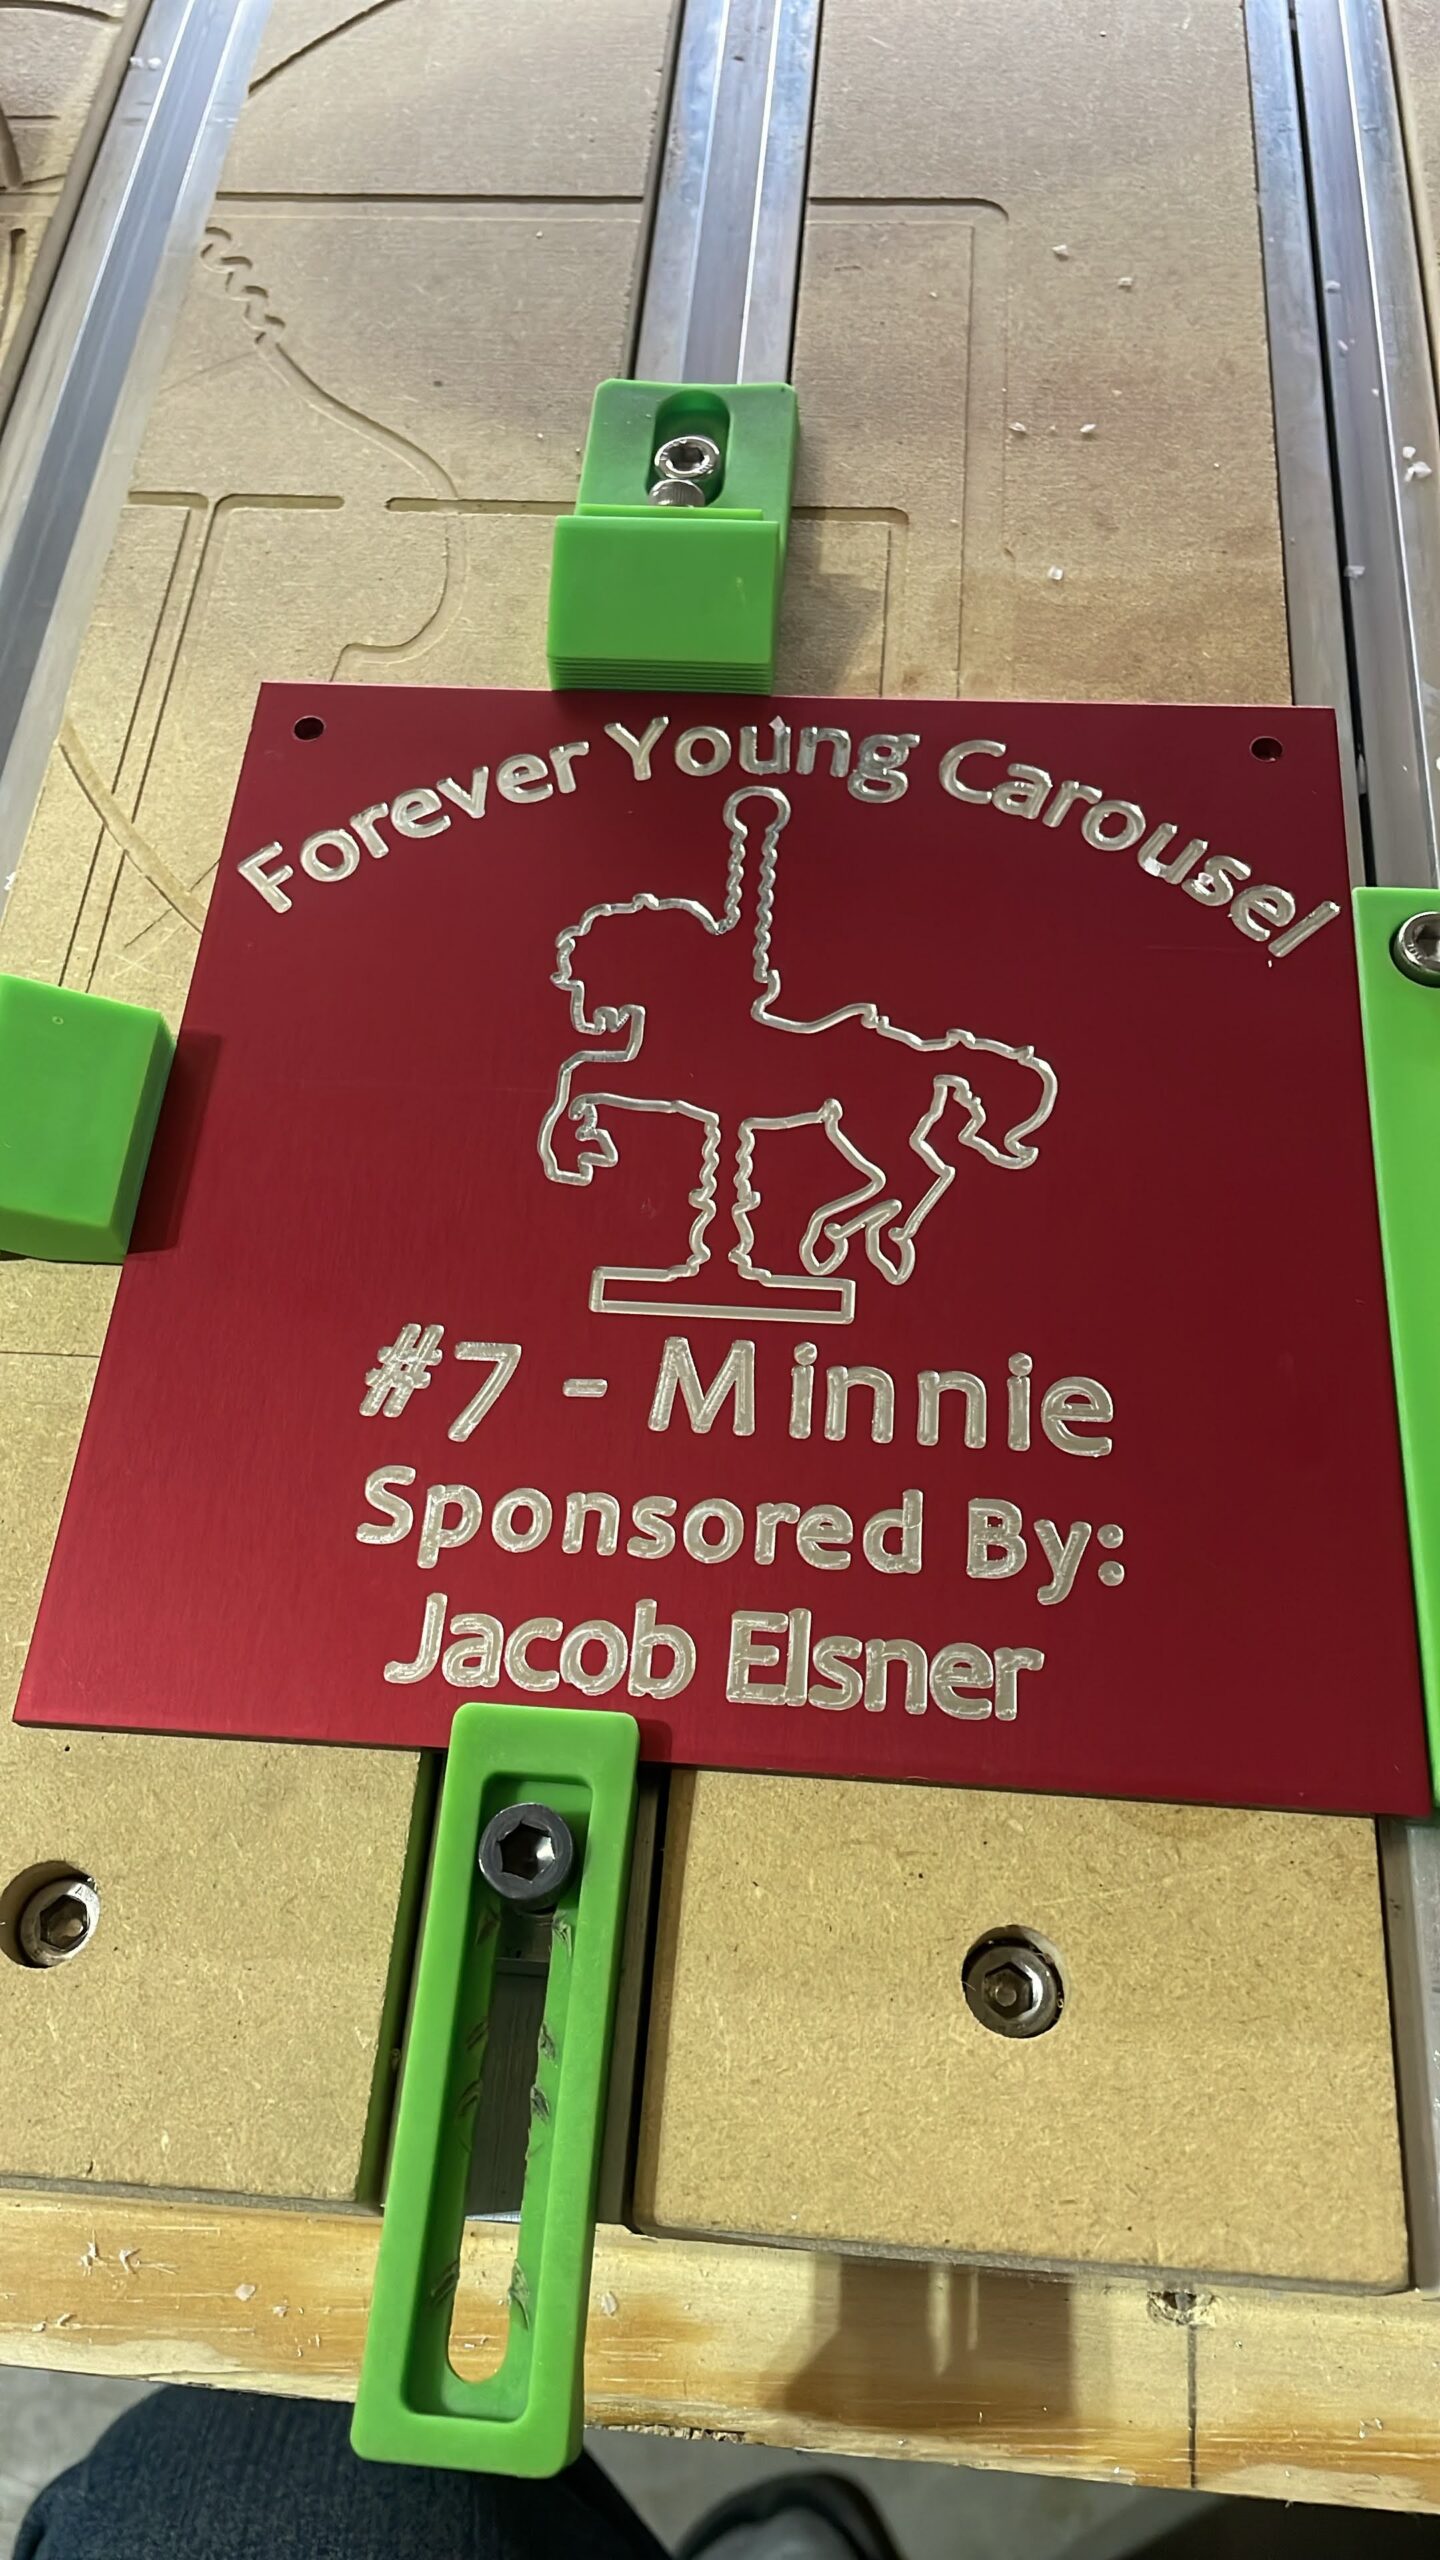 Forever Young Carousel
#7 - Minnie
Sponsored By:
Jacob Elsner